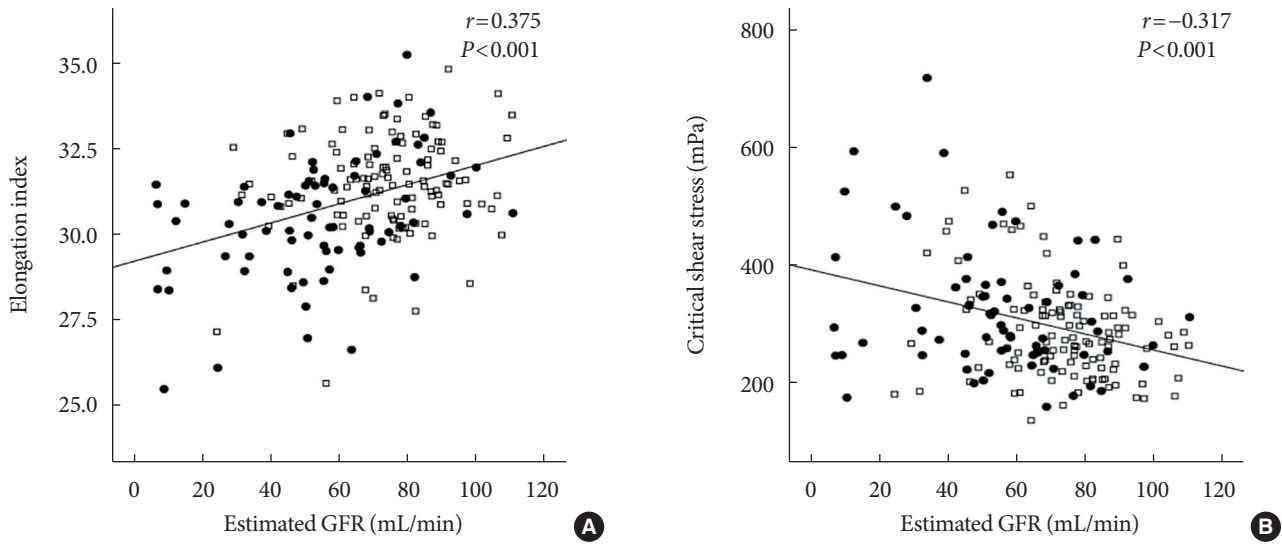 r=0.375
P<0.001
35.0
32.5
30.0
27.5
25.0
Elongation index
0 20 40 60 80 100 120
Estimated GFR (mL/min)
A
r=−0.317
P<0.001
800
600
400
200
Critical shear stress (mPa)
0 20 40 60 80 100 120
Estimated GFR (mL/min)
B